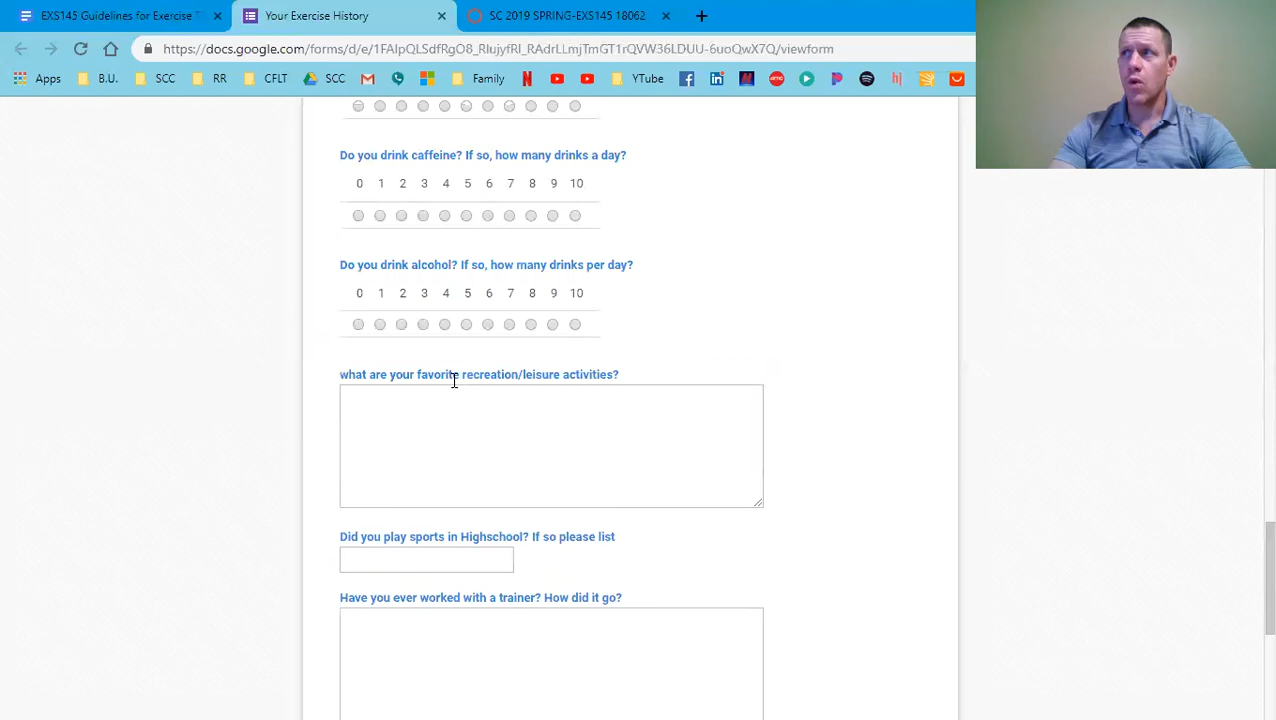 EXS145 Guidelines for Exercise T
Your Exercise History
SC 2019 SPRING-EXS145 18062
https://docs.google.com/forms/d/e/
/viewform
Apps B.U. SCC RR CFLT SCC Family YTube
Do you drink caffeine? If so, how many drinks a day?
0 1 2 3 4 5 6 7 8 9 10
Do you drink alcohol? If so, how many drinks per day?
0 1 2 3 4 5 6 7 8 9 10
what are your favorite recreation/leisure activities?
Did you play sports in Highschool? If so please list
Have you ever worked with a trainer? How did it go?